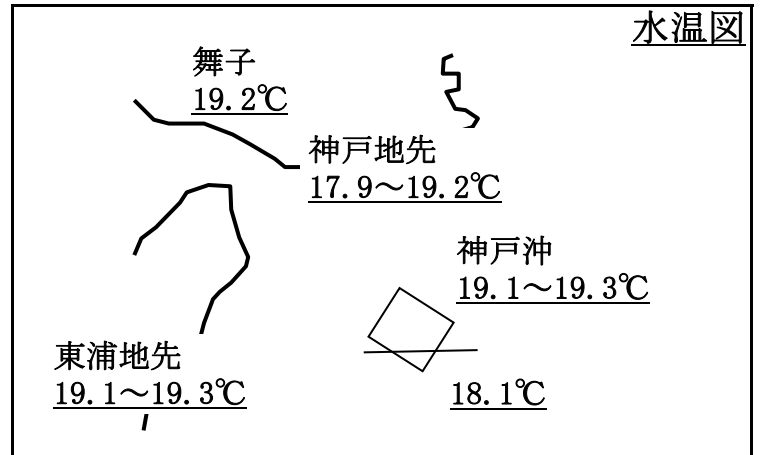 水温図
舞子
19.2℃
神戸地先
17.9～19.2℃
神戸沖
19.1～19.3℃
東浦地先
19.1～19.3℃
18.1℃